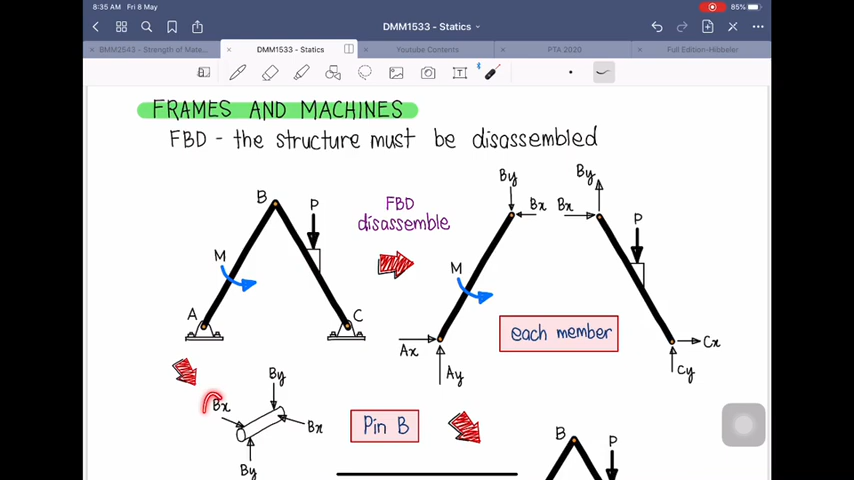 8:35 AM Fri 8 May
85%
DMM1533 - Statics
BMM2543 - Strength of Mate...
DMM1533 - Statics
Youtube Contents
PTA 2020
Full Edition-Hibbeler
FRAMES AND MACHINES
FBD - the structure must be disassembled
B
P
M
A
C
FBD
disassemble
By
Bx
M
Ax
Ay
By
Bx
P
Cx
Cy
each member
By
Bx
Bx
By
Pin B
B
P